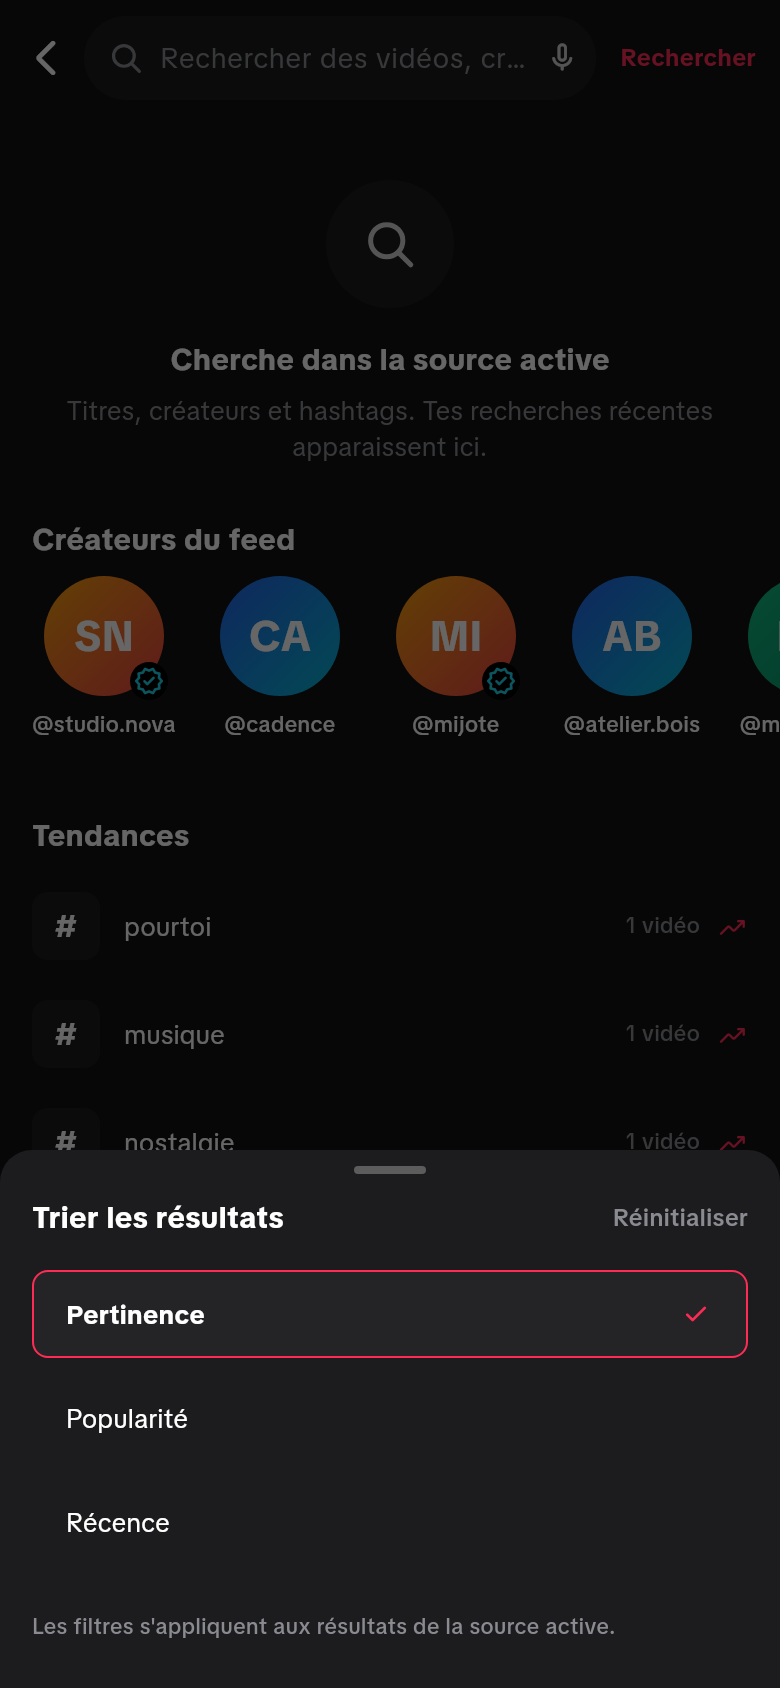 Rechercher des vidéos, cr...
Rechercher
Cherche dans la source active
Titres, créateurs et hashtags. Tes recherches récentes
apparaissent ici.
Créateurs du feed
SN
CA
MI
AB
@studio.nova
@cadence
@mijote
@atelier.bois
@m
Tendances
# pourtoi 1 vidéo
# musique 1 vidéo
# nostalgie 1 vidéo
Trier les résultats
Réinitialiser
Pertinence
Popularité
Récence
Les filtres s'appliquent aux résultats de la source active.